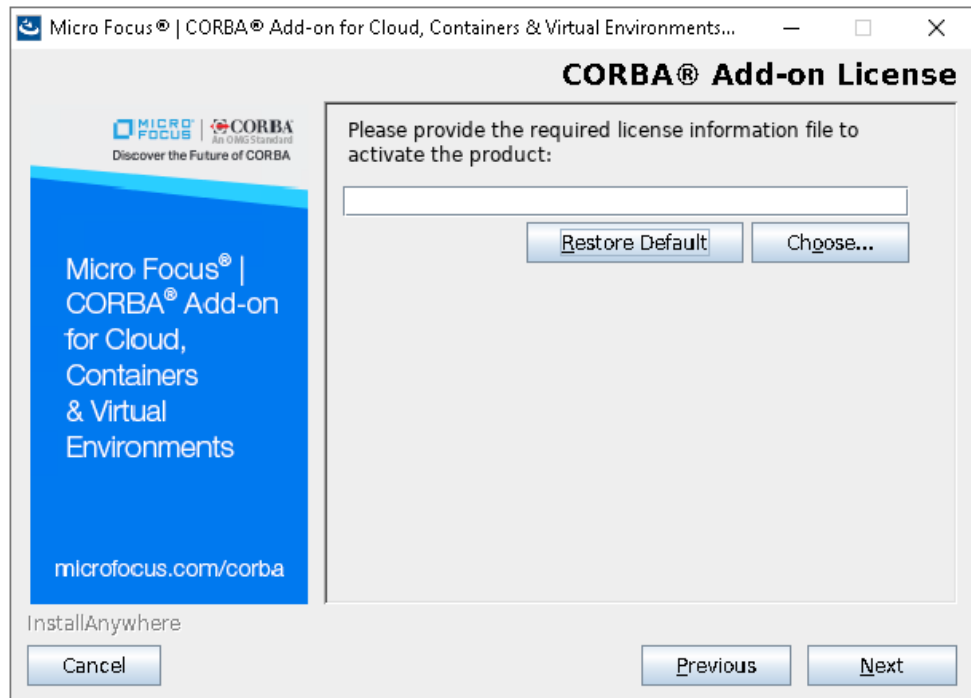 Micro Focus® | CORBA® Add-on for Cloud, Containers & Virtual Environments...
CORBA® Add-on License
MICRO FOCUS | CORBA
An OMG Standard
Discover the Future of CORBA
Micro Focus® |
CORBA® Add-on
for Cloud,
Containers
& Virtual
Environments
microfocus.com/corba
Please provide the required license information file to
activate the product:
Restore Default
Choose...
InstallAnywhere
Cancel
Previous
Next